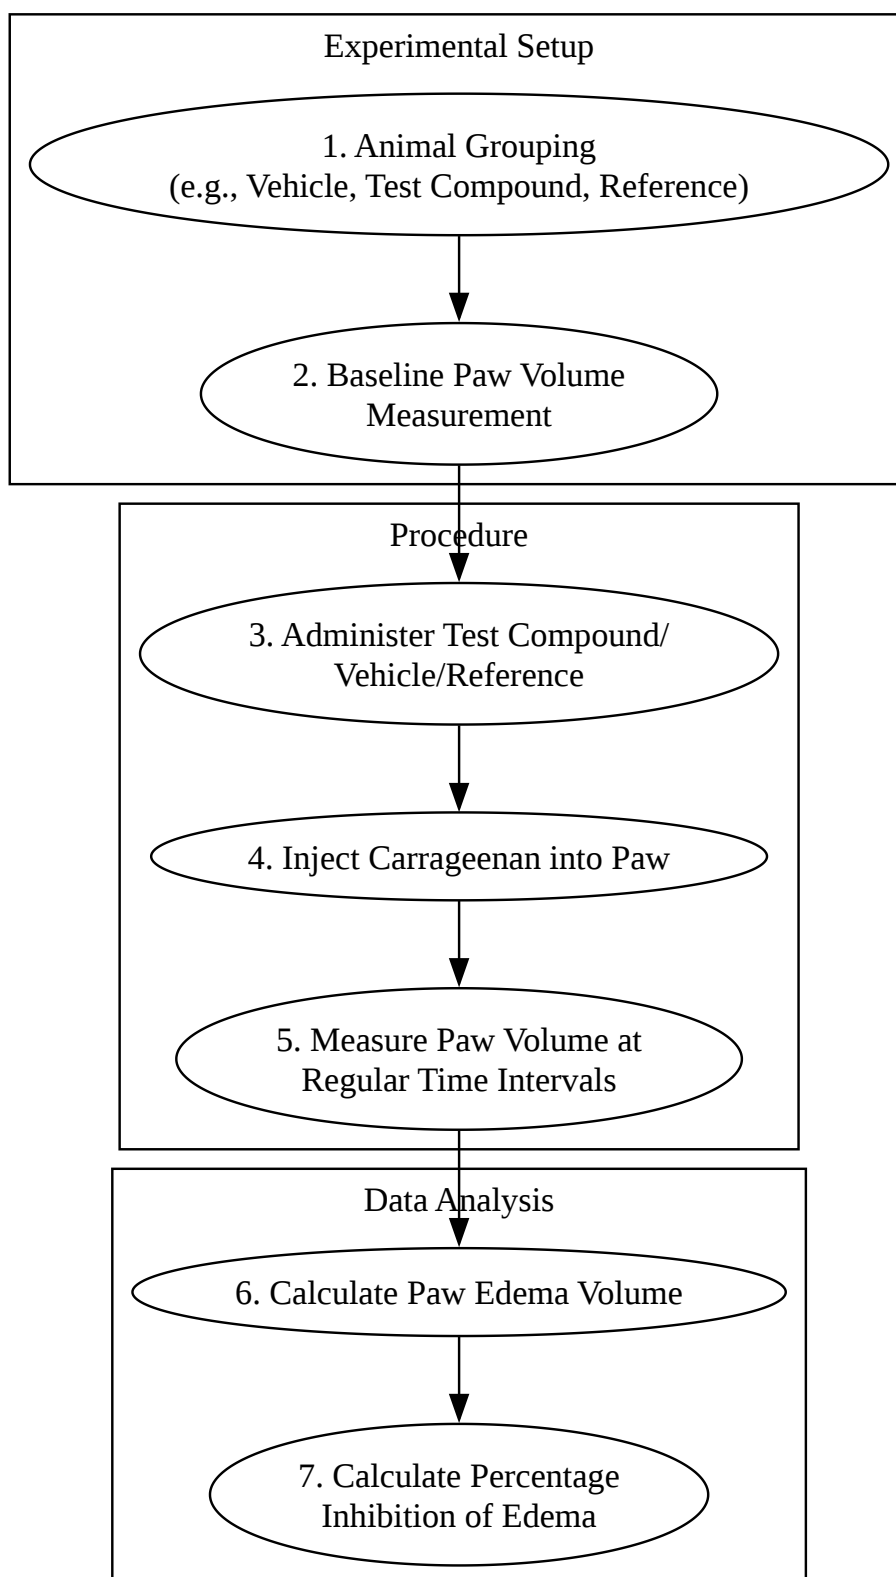 Experimental Setup
1. Animal Grouping
(e.g., Vehicle, Test Compound, Reference)
2. Baseline Paw Volume
Measurement
Procedure
3. Administer Test Compound/
Vehicle/Reference
4. Inject Carrageenan into Paw
5. Measure Paw Volume at
Regular Time Intervals
Data Analysis
6. Calculate Paw Edema Volume
7. Calculate Percentage
Inhibition of Edema